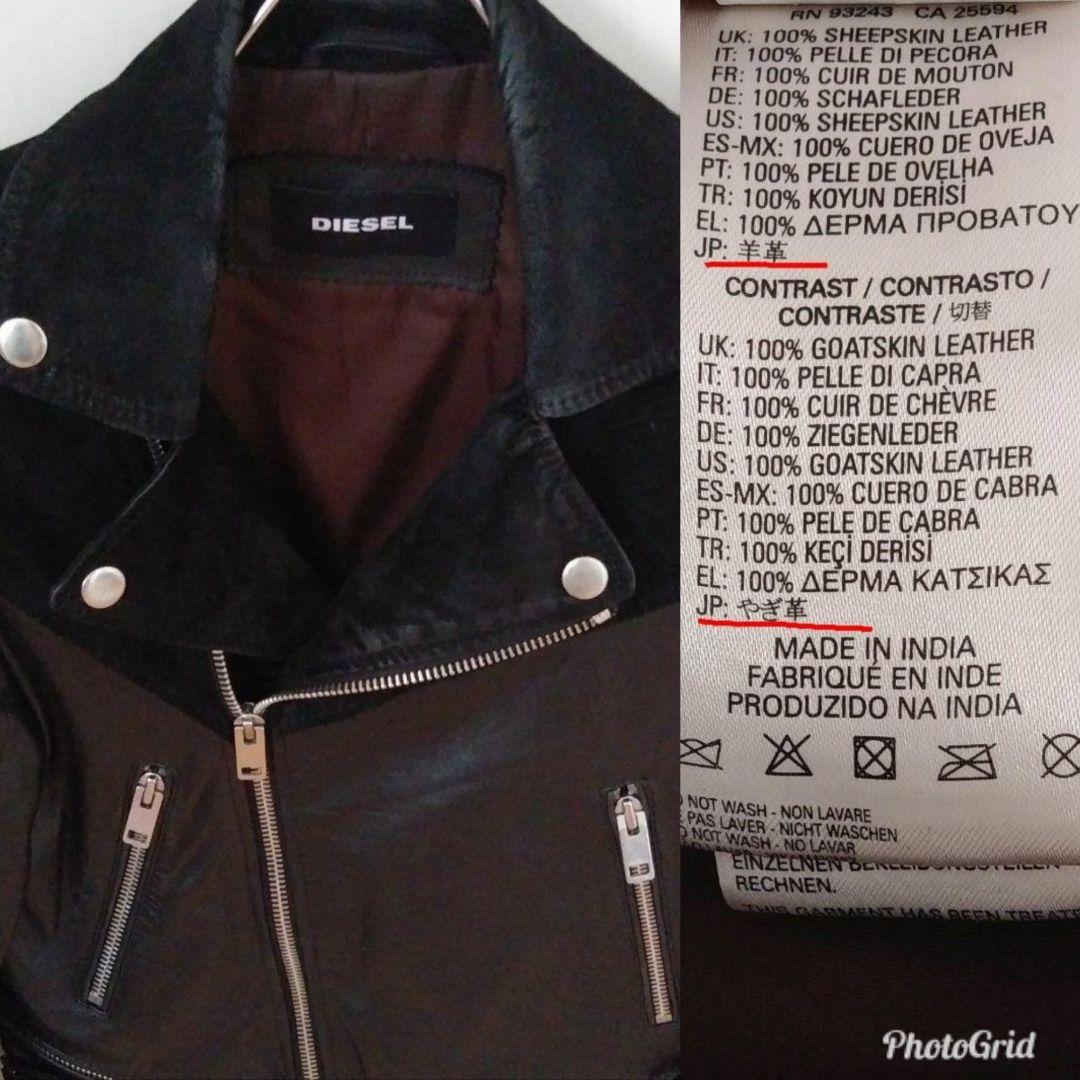 DIESEL
RN 93243 CA 25594
UK: 100% SHEEPSKIN LEATHER
IT: 100% PELLE DI PECORA
FR: 100% CUIR DE MOUTON
DE: 100% SCHAFLEDER
US: 100% SHEEPSKIN LEATHER
ES-MX: 100% CUERO DE OVEJA
PT: 100% PELE DE OVELHA
TR: 100% KOYUN DERİSİ
EL: 100% ΔΕΡΜΑ ΠΡΟΒΑΤΟΥ
JP: 羊革
CONTRAST / CONTRASTO /
CONTRASTE / 切替
UK: 100% GOATSKIN LEATHER
IT: 100% PELLE DI CAPRA
FR: 100% CUIR DE CHÈVRE
DE: 100% ZIEGENLEDER
US: 100% GOATSKIN LEATHER
ES-MX: 100% CUERO DE CABRA
PT: 100% PELE DE CABRA
TR: 100% KEÇİ DERİSİ
EL: 100% ΔΕΡΜΑ ΚΑΤΣΙΚΑΣ
JP: やぎ革
MADE IN INDIA
FABRIQUÉ EN INDE
PRODUZIDO NA INDIA
NOT WASH - NON LAVARE
PAS LAVER - NICHT WASCHEN
NOT WASH - NO LAVAR
EINZELNEN
RECHNEN.
THIS GARMENT HAS BEEN TREATE
PhotoGrid